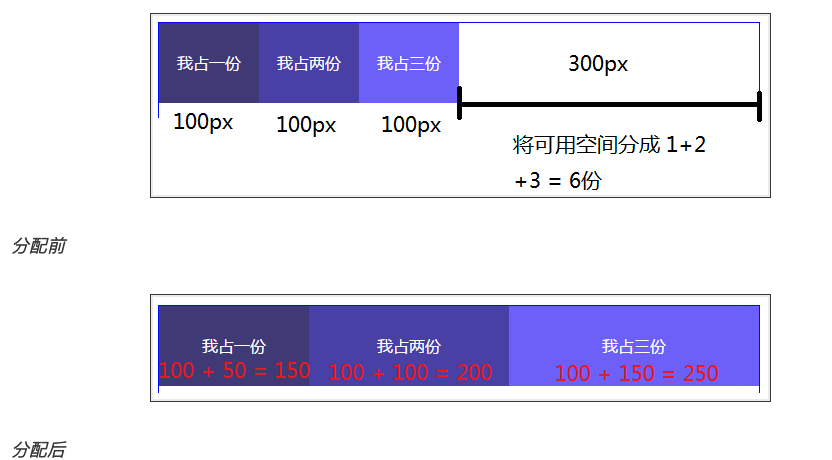 我占一份 我占两份 我占三份 300px
100px 100px 100px
将可用空间分成 1+2
+3 = 6份
分配前
我占一份 我占两份 我占三份
100 + 50 = 150 100 + 100 = 200 100 + 150 = 250
分配后